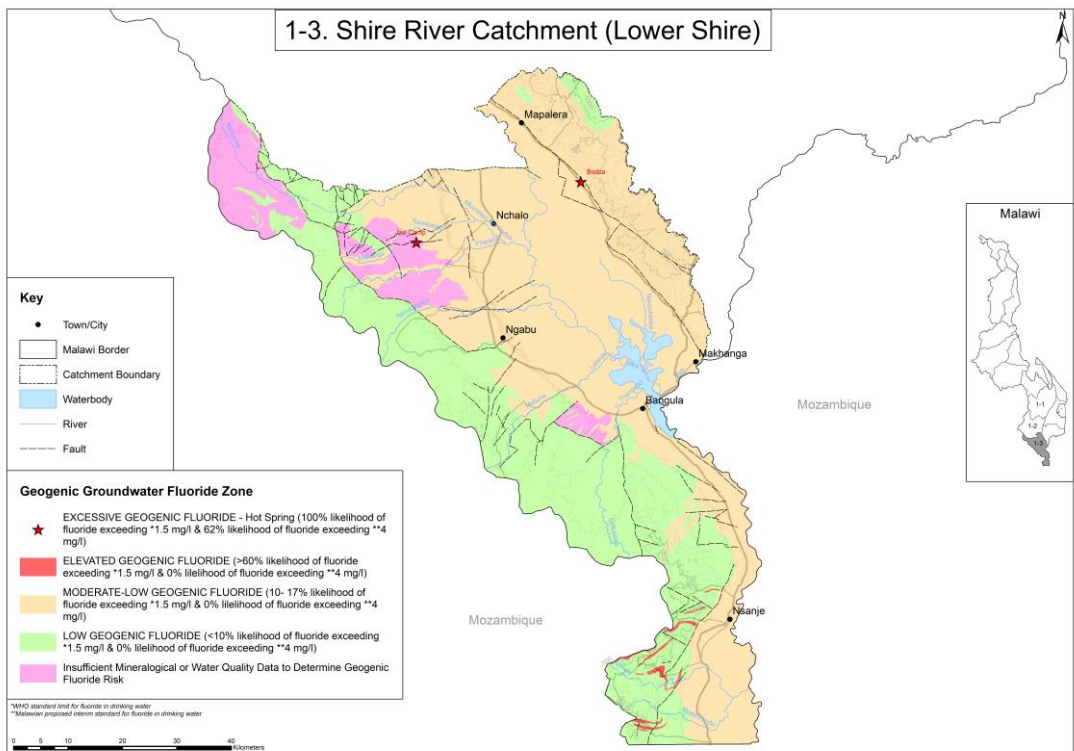 1-3. Shire River Catchment (Lower Shire)
N
Mapalera
Bodza
Nchalo
Ngabu
Makhanga
Bangula
Nsanje
Mozambique
Mozambique
Malawi
1-1
1-2
1-3
Key
Town/City
Malawi Border
Catchment Boundary
Waterbody
River
Fault
Geogenic Groundwater Fluoride Zone
EXCESSIVE GEOGENIC FLUORIDE - Hot Spring (100% likelihood of
fluoride exceeding *1.5 mg/l & 62% likelihood of fluoride exceeding **4
mg/l)
ELEVATED GEOGENIC FLUORIDE (>60% likelihood of fluoride
exceeding *1.5 mg/l & 0% lilelihood of fluoride exceeding **4 mg/l)
MODERATE-LOW GEOGENIC FLUORIDE (10- 17% likelihood of
fluoride exceeding *1.5 mg/l & 0% lilelihood of fluoride exceeding **4
mg/l)
LOW GEOGENIC FLUORIDE (<10% likelihood of fluoride exceeding
*1.5 mg/l & 0% lilelihood of fluoride exceeding **4 mg/l)
Insufficient Mineralogical or Water Quality Data to Determine Geogenic
Fluoride Risk
*WHO standard limit for fluoride in drinking water
**Malawian proposed interim standard for fluoride in drinking water
0 5 10 20 30 40
Kilometers